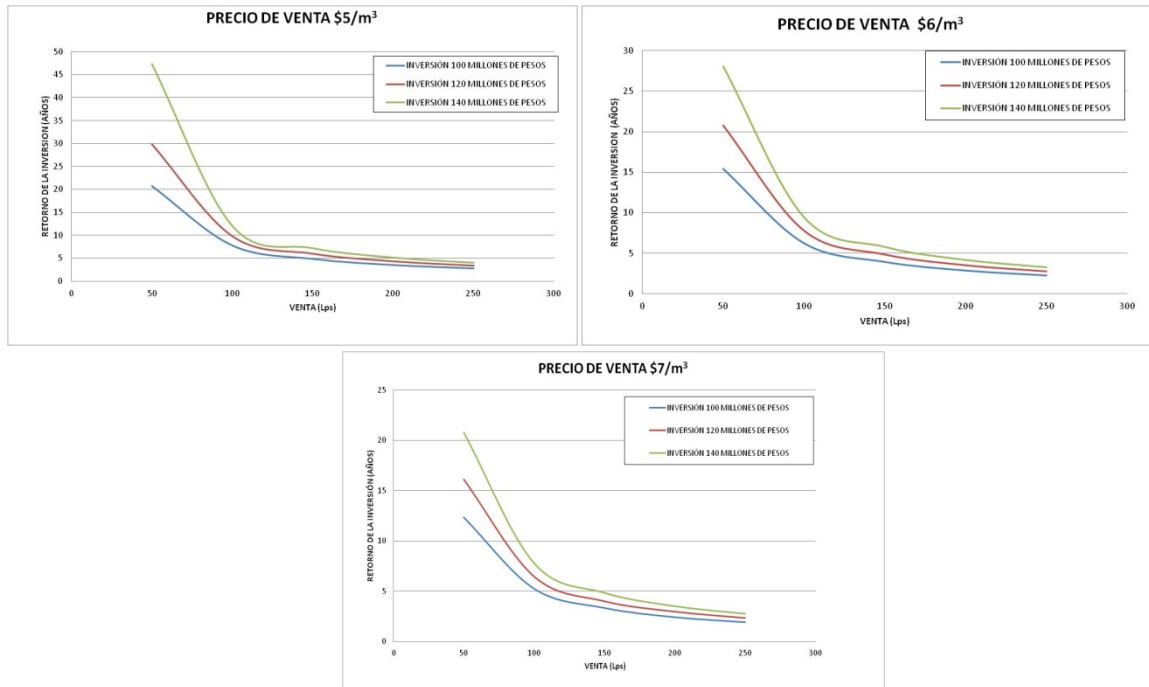 PRECIO DE VENTA $5/m³
50
45
40
35
30
25
20
15
10
5
0
RETORNO DE LA INVERSION (AÑOS)
INVERSIÓN 100 MILLONES DE PESOS
INVERSIÓN 120 MILLONES DE PESOS
INVERSIÓN 140 MILLONES DE PESOS
0 50 100 150 200 250 300
VENTA (Lps)
PRECIO DE VENTA $6/m³
30
25
20
15
10
5
0
RETORNO DE LA INVERSION (AÑOS)
INVERSIÓN 100 MILLONES DE PESOS
INVERSIÓN 120 MILLONES DE PESOS
INVERSIÓN 140 MILLONES DE PESOS
0 50 100 150 200 250 300
VENTA (Lps)
PRECIO DE VENTA $7/m³
25
20
15
10
5
0
RETORNO DE LA INVERSIÓN (AÑOS)
INVERSIÓN 100 MILLONES DE PESOS
INVERSIÓN 120 MILLONES DE PESOS
INVERSIÓN 140 MILLONES DE PESOS
0 50 100 150 200 250 300
VENTA (Lps)